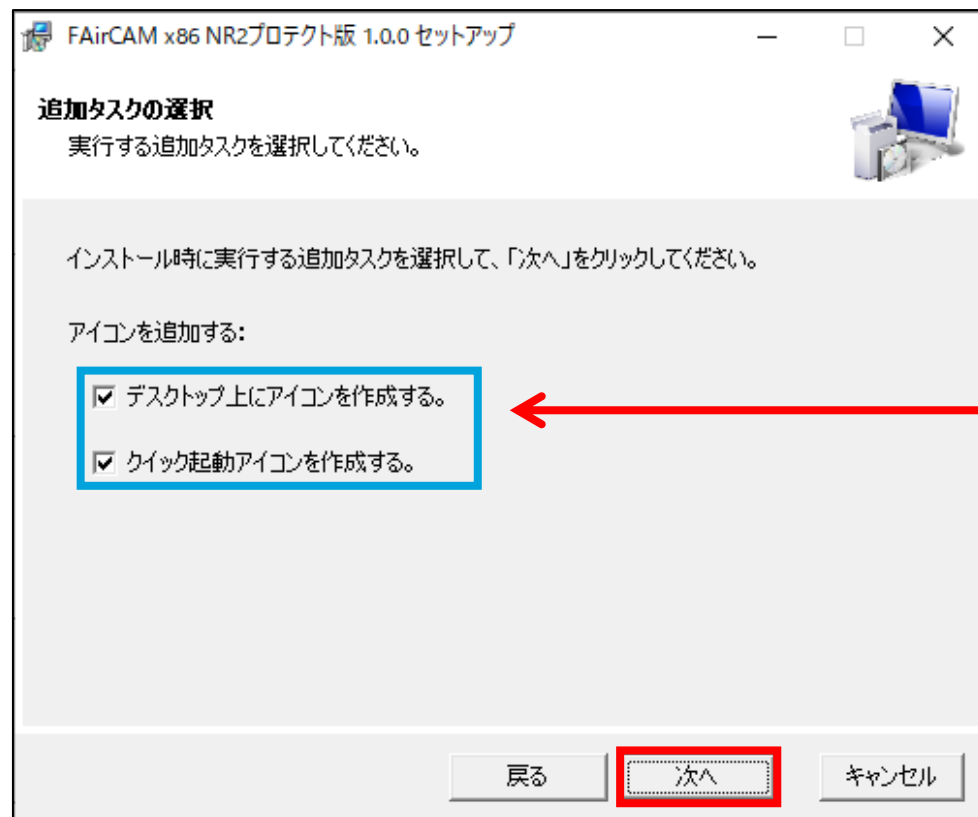 FAirCAM x86 NR2プロテクト版 1.0.0 セットアップ
追加タスクの選択
実行する追加タスクを選択してください。
インストール時に実行する追加タスクを選択して、「次へ」をクリックしてください。
アイコンを追加する:
デスクトップ上にアイコンを作成する。
クイック起動アイコンを作成する。
戻る
次へ
キャンセル